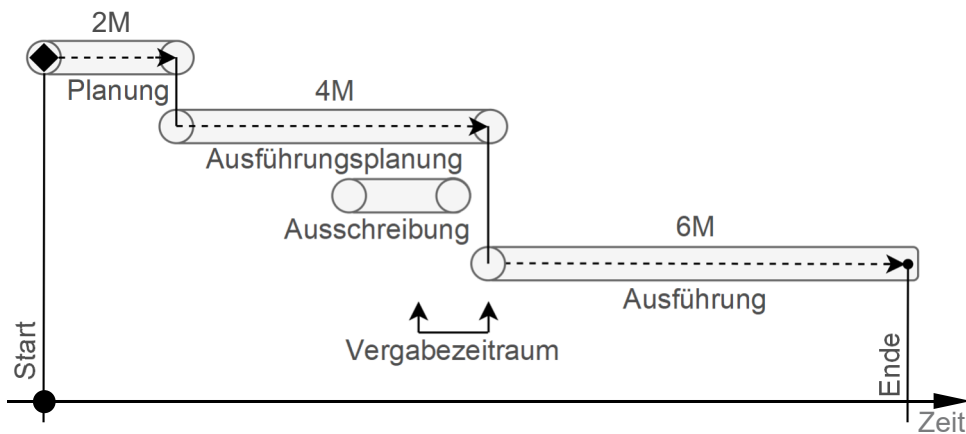 2M
Planung
4M
Ausführungsplanung
Ausschreibung
6M
Ausführung
Vergabezeitraum
Start
Ende
Zeit